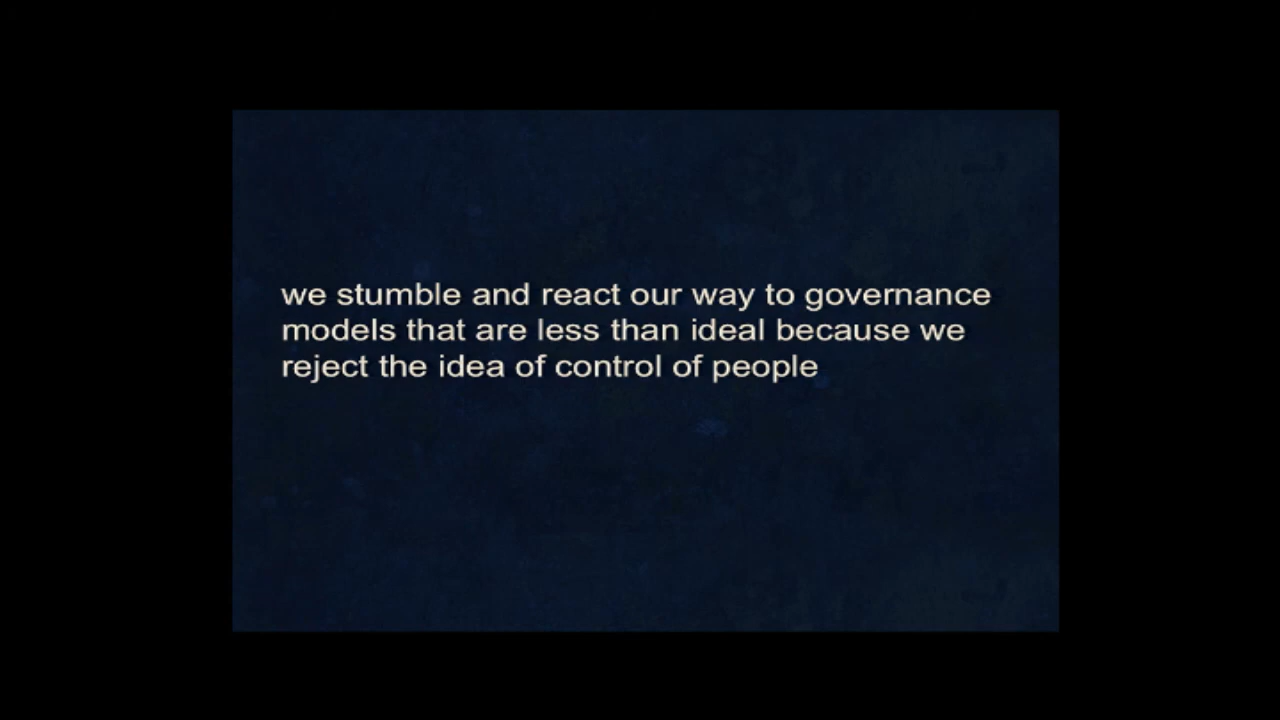 we stumble and react our way to governance
models that are less than ideal because we
reject the idea of control of people